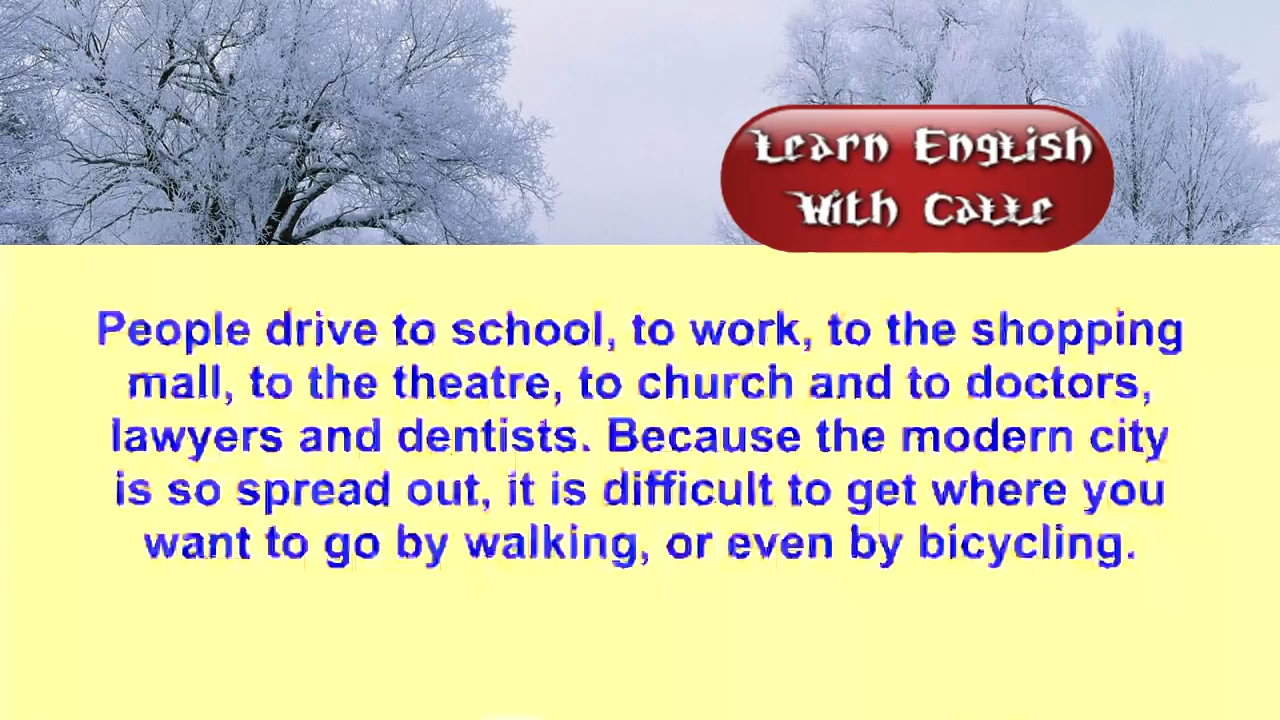 Learn English
With Catte
People drive to school, to work, to the shopping
mall, to the theatre, to church and to doctors,
lawyers and dentists. Because the modern city
is so spread out, it is difficult to get where you
want to go by walking, or even by bicycling.